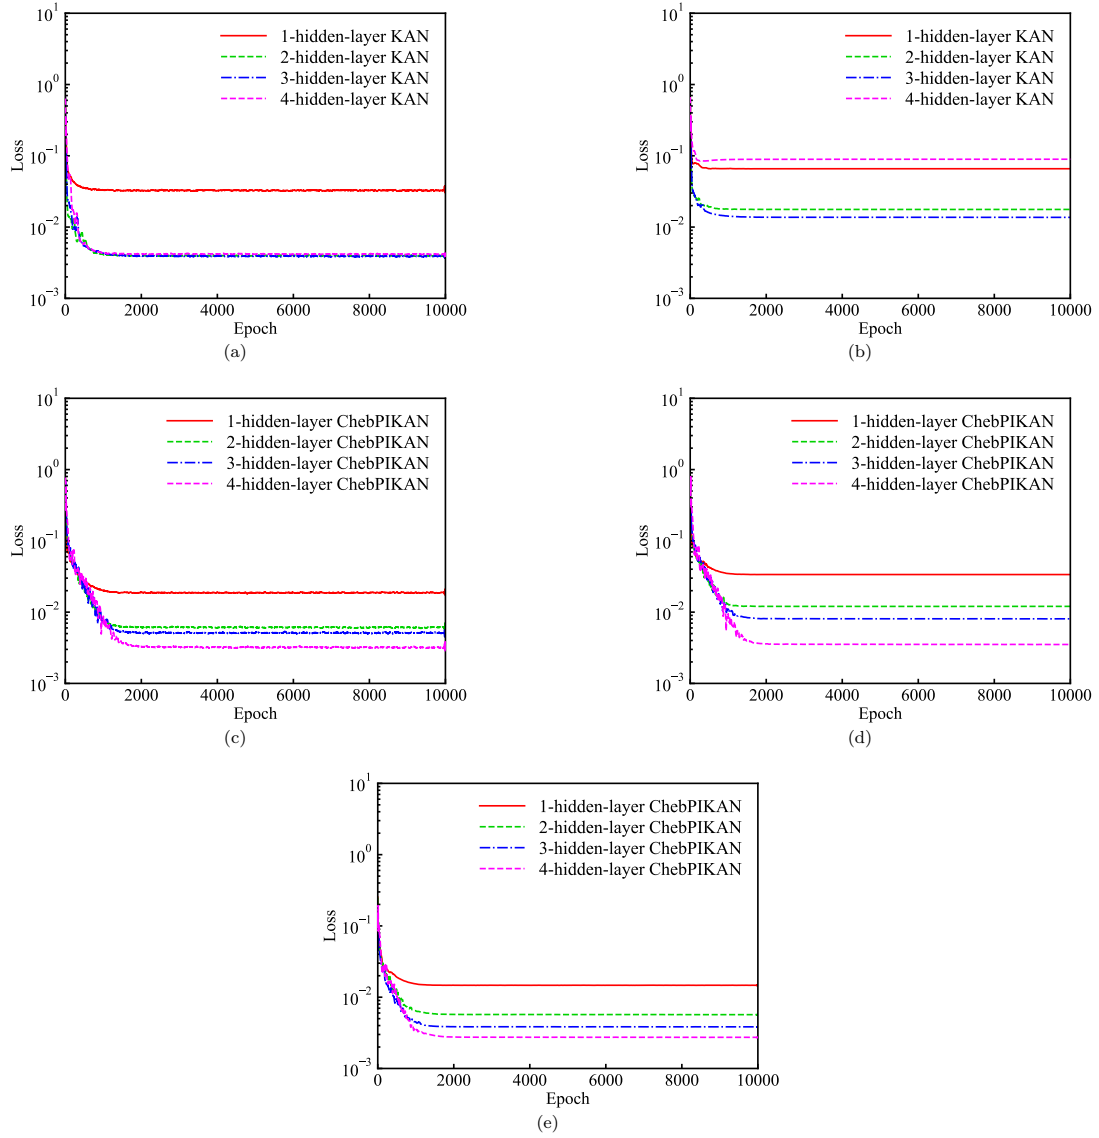 10^1
10^0
10^-1
10^-2
10^-3
Loss
1-hidden-layer KAN
2-hidden-layer KAN
3-hidden-layer KAN
4-hidden-layer KAN
0 2000 4000 6000 8000 10000
Epoch
(a)
10^1
10^0
10^-1
10^-2
10^-3
Loss
1-hidden-layer KAN
2-hidden-layer KAN
3-hidden-layer KAN
4-hidden-layer KAN
0 2000 4000 6000 8000 10000
Epoch
(b)
10^1
10^0
10^-1
10^-2
10^-3
Loss
1-hidden-layer ChebPIKAN
2-hidden-layer ChebPIKAN
3-hidden-layer ChebPIKAN
4-hidden-layer ChebPIKAN
0 2000 4000 6000 8000 10000
Epoch
(c)
10^1
10^0
10^-1
10^-2
10^-3
Loss
1-hidden-layer ChebPIKAN
2-hidden-layer ChebPIKAN
3-hidden-layer ChebPIKAN
4-hidden-layer ChebPIKAN
0 2000 4000 6000 8000 10000
Epoch
(d)
10^1
10^0
10^-1
10^-2
10^-3
Loss
1-hidden-layer ChebPIKAN
2-hidden-layer ChebPIKAN
3-hidden-layer ChebPIKAN
4-hidden-layer ChebPIKAN
0 2000 4000 6000 8000 10000
Epoch
(e)